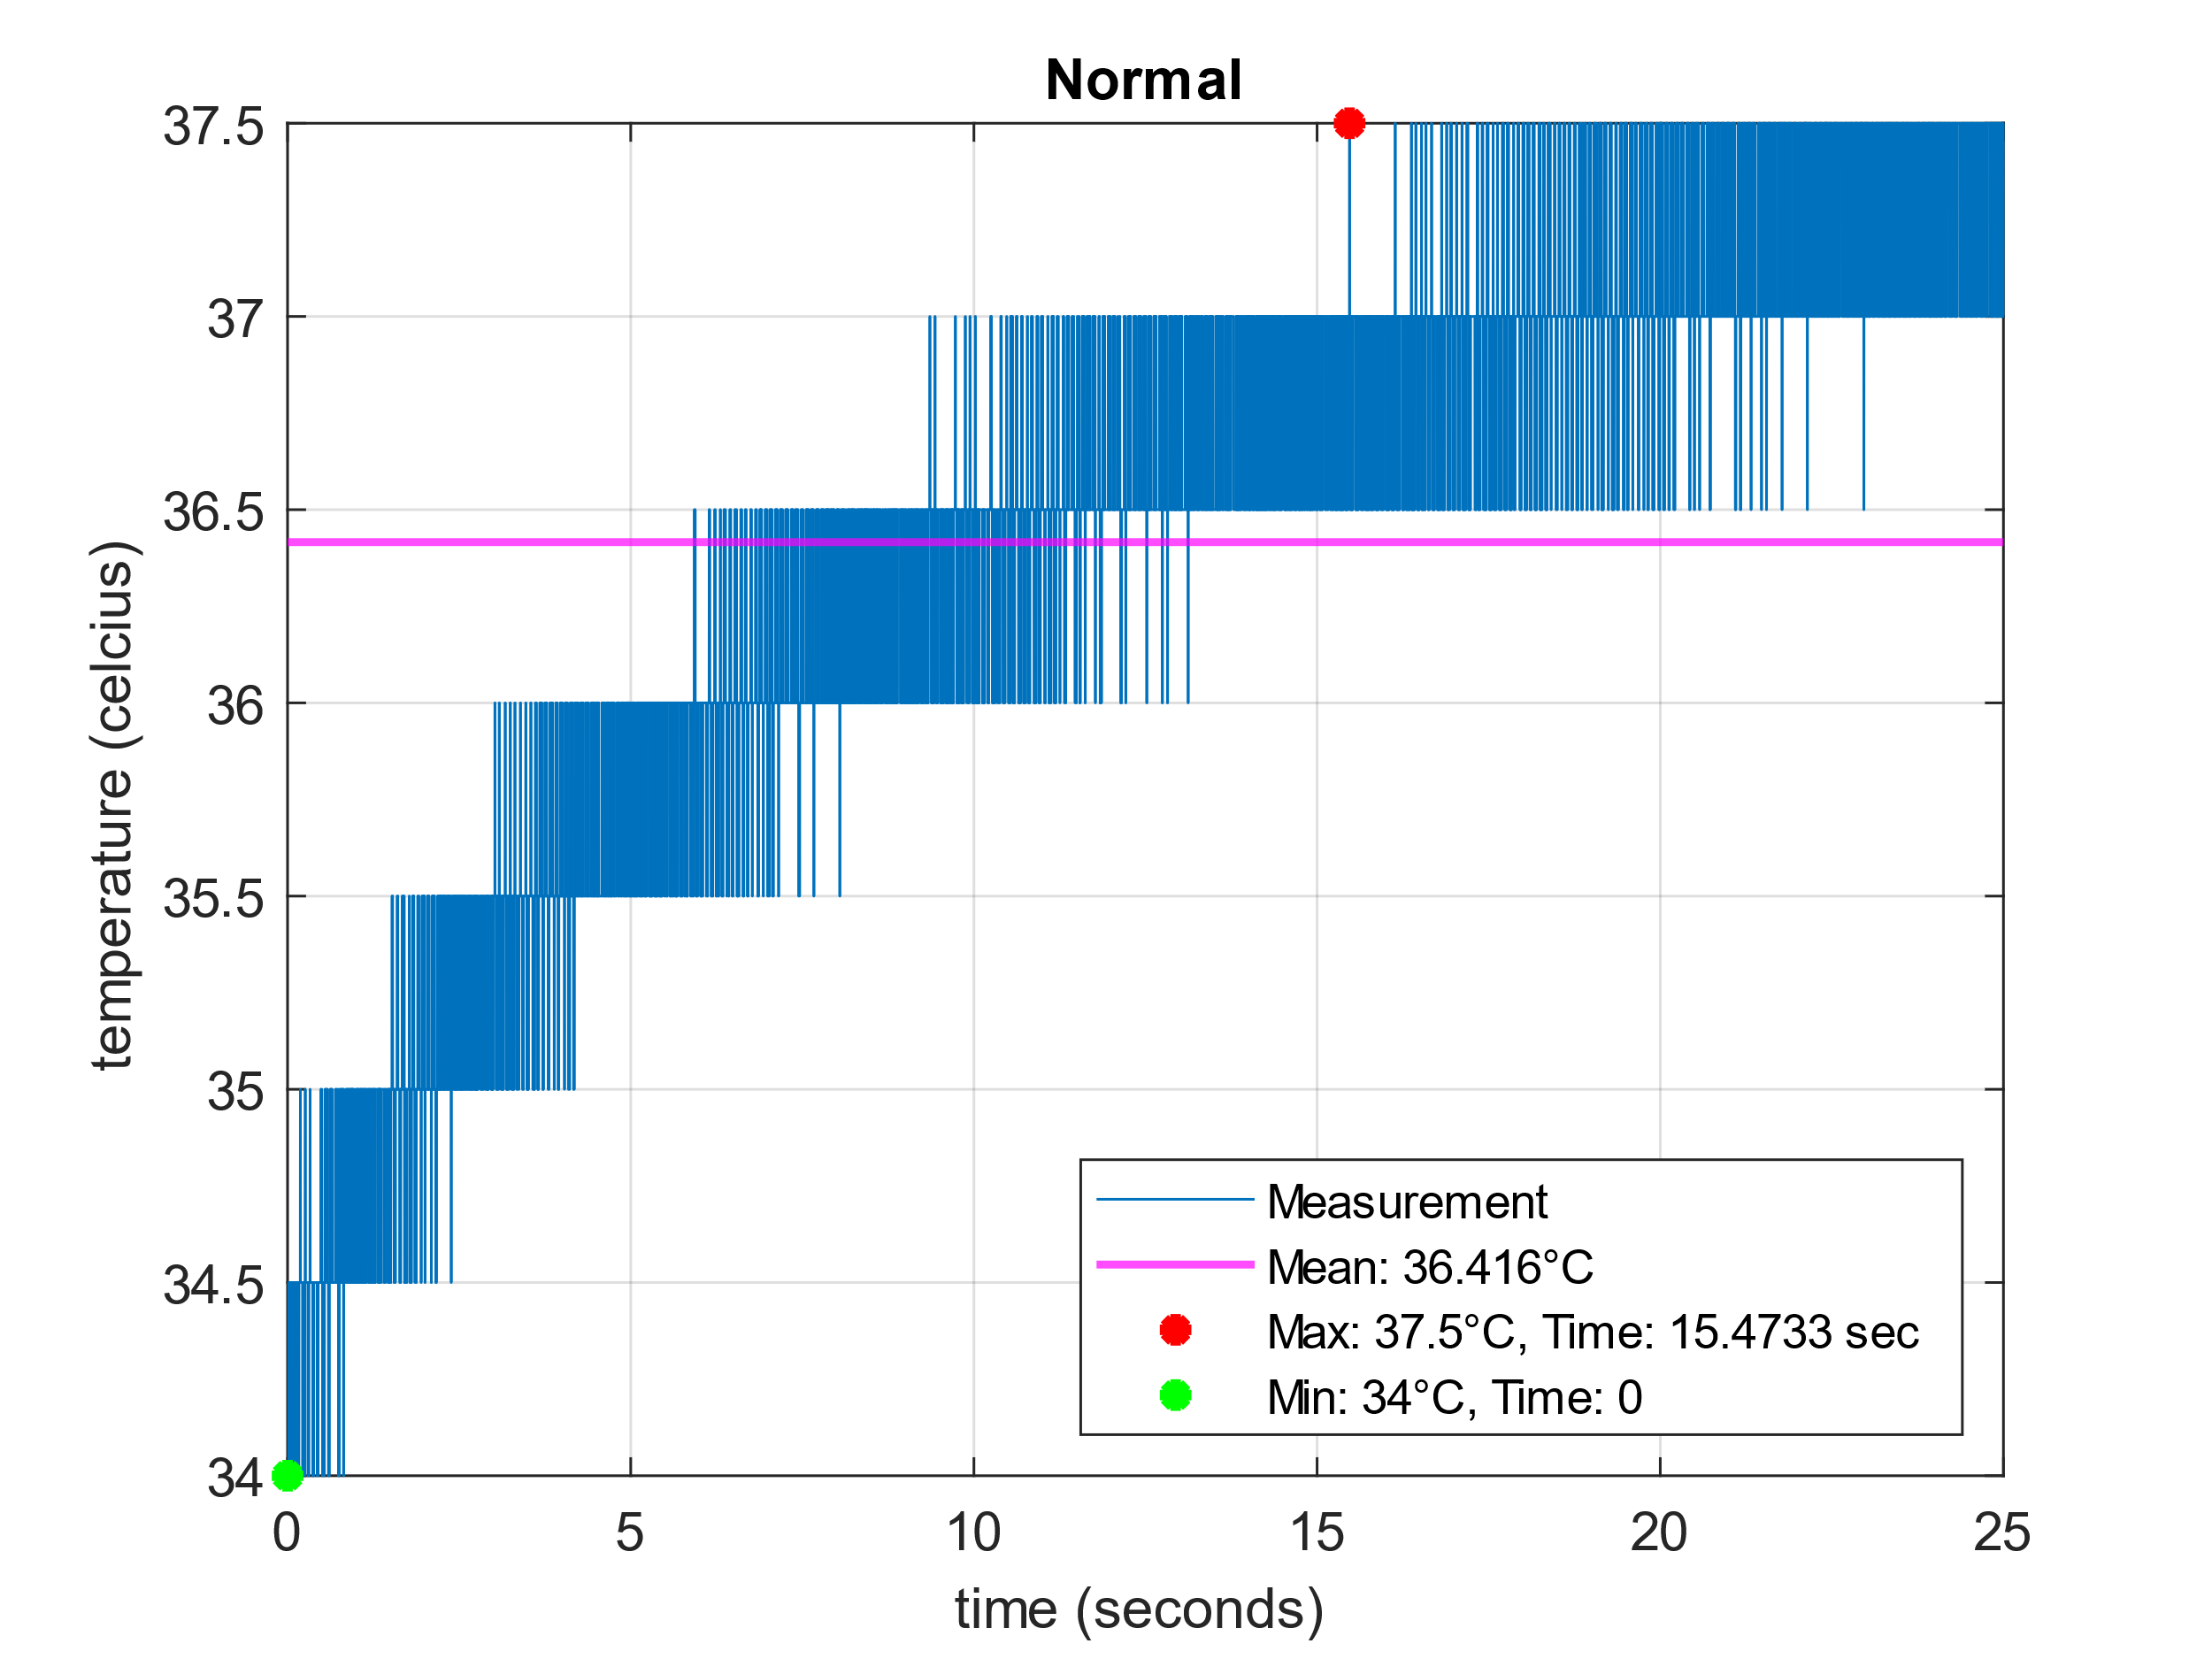 Normal
37.5
37
36.5
36
35.5
35
34.5
34
temperature (celcius)
0 5 10 15 20 25
time (seconds)
Measurement
Mean: 36.416°C
Max: 37.5°C, Time: 15.4733 sec
Min: 34°C, Time: 0